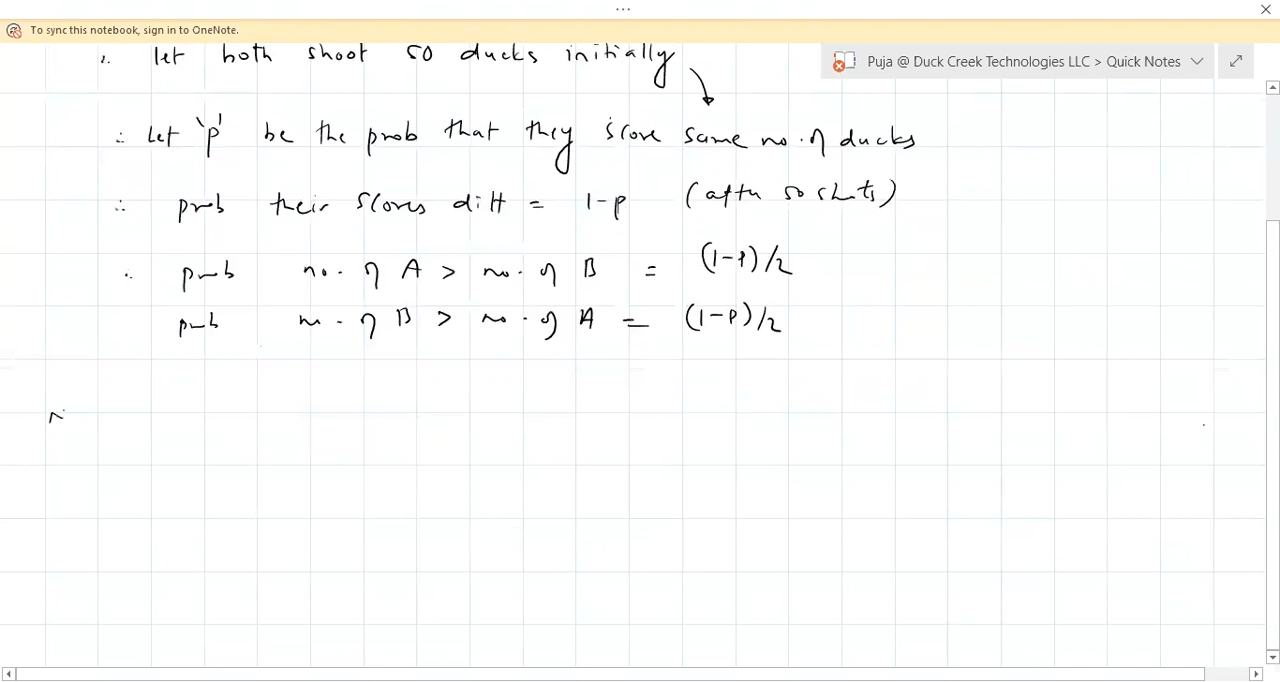 To sync this notebook, sign in to OneNote.
Puja @ Duck Creek Technologies LLC > Quick Notes
∴ let both shoot 50 ducks initially
∴ let 'p' be the prob that they score same no. of ducks
∴ prob their scores diff = 1-p (after 50 shots)
∴ prob no. of A > no. of B = (1-p)/2
prob no. of B > no. of A = (1-p)/2